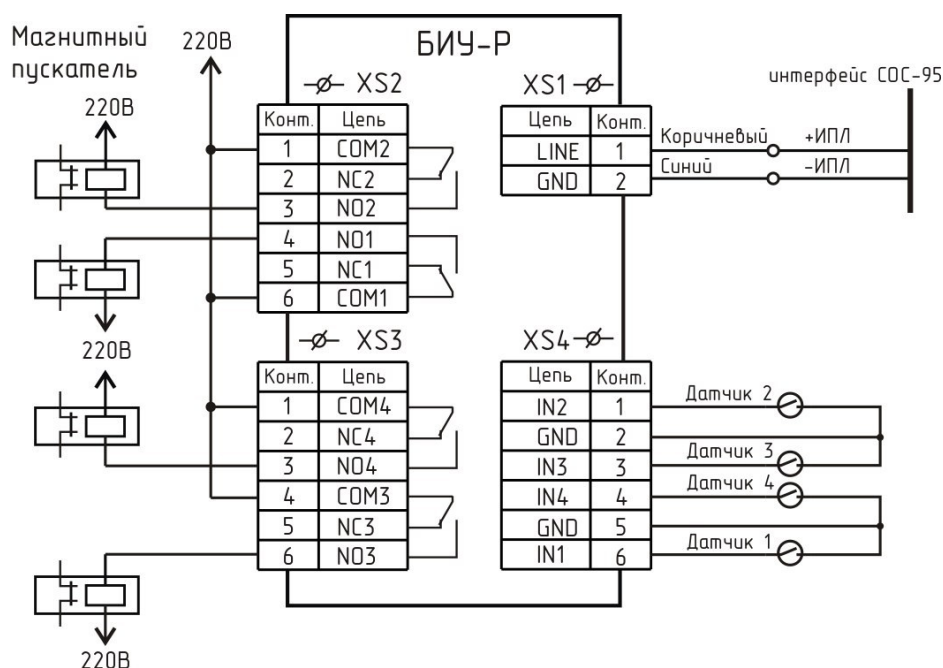 Магнитный
пускатель
220В
220В
220В
220В
220В
БИУ-Р
XS2
Конт. Цепь
1 COM2
2 NC2
3 NO2
4 NO1
5 NC1
6 COM1
XS3
Конт. Цепь
1 COM4
2 NC4
3 NO4
4 COM3
5 NC3
6 NO3
XS1
Цепь Конт.
LINE 1
GND 2
интерфейс СОС-95
Коричневый +ИПЛ
Синий -ИПЛ
XS4
Цепь Конт.
IN2 1
GND 2
IN3 3
IN4 4
GND 5
IN1 6
Датчик 2
Датчик 3
Датчик 4
Датчик 1